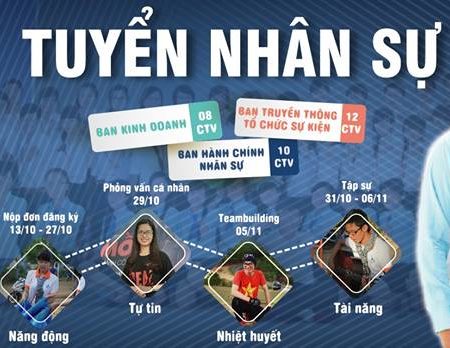 TUYỂN NHÂN SỰ
BAN KINH DOANH
08
CTV
BAN TRUYỀN THÔNG
TỔ CHỨC SỰ KIỆN
12
CTV
BAN HÀNH CHÍNH
NHÂN SỰ
10
CTV
Nộp đơn đăng ký
13/10 - 27/10
Phỏng vấn cá nhân
29/10
Teambuilding
05/11
Tập sự
31/10 - 06/11
Năng động
Tự tin
Nhiệt huyết
Tài năng